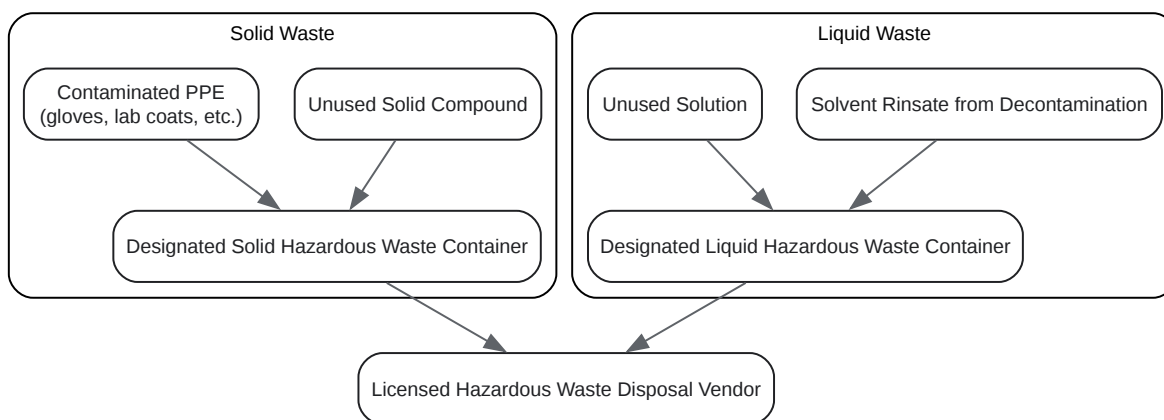 Solid Waste
Contaminated PPE
(gloves, lab coats, etc.)
Unused Solid Compound
Designated Solid Hazardous Waste Container
Liquid Waste
Unused Solution
Solvent Rinsate from Decontamination
Designated Liquid Hazardous Waste Container
Licensed Hazardous Waste Disposal Vendor